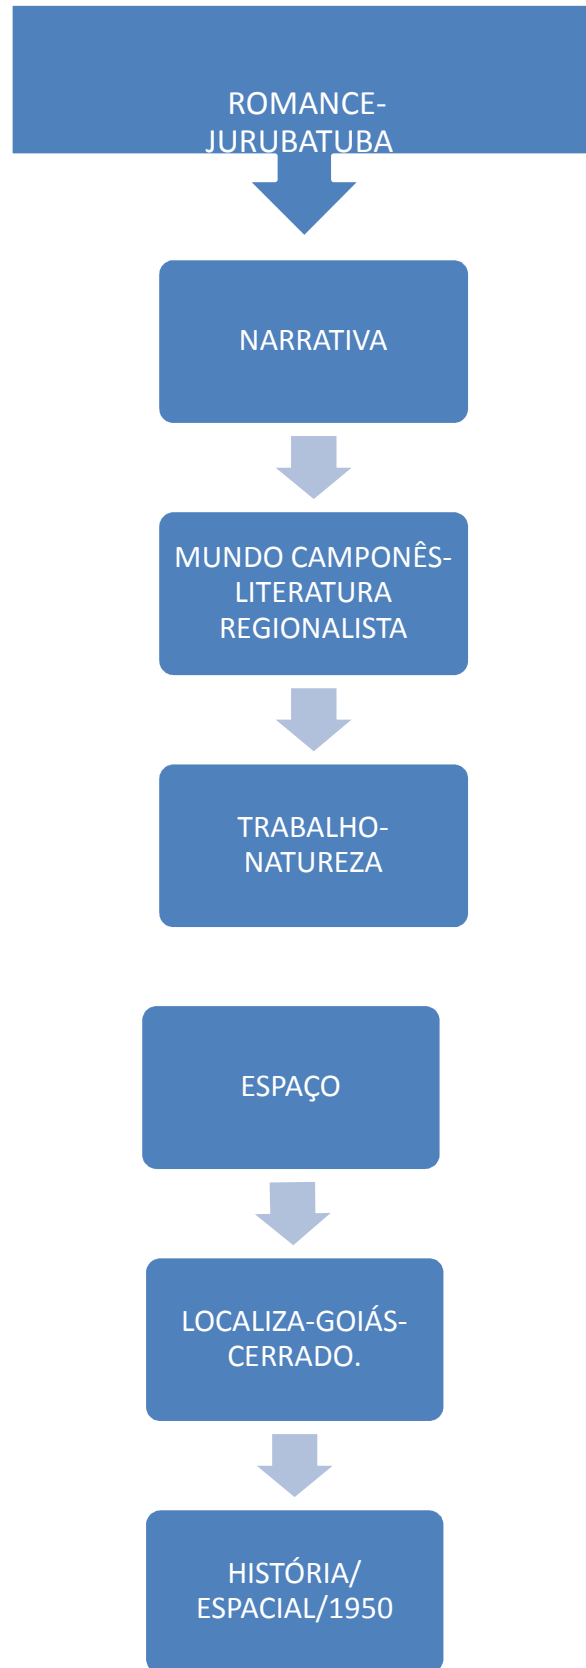 ROMANCE-
JURUBATUBA
NARRATIVA
MUNDO CAMPONÊS-
LITERATURA
REGIONALISTA
TRABALHO-
NATUREZA
ESPAÇO
LOCALIZA-GOIÁS-
CERRADO.
HISTÓRIA/
ESPACIAL/1950